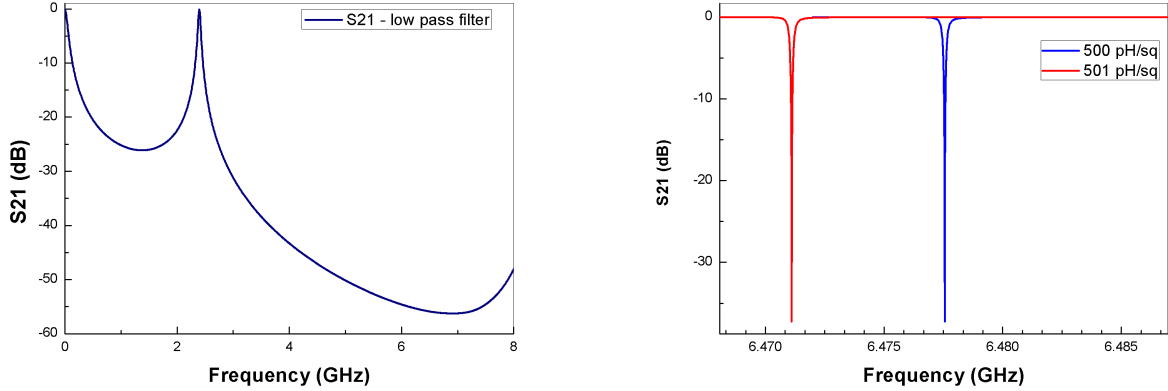 S21 - low pass filter
0
-10
-20
-30
-40
-50
-60
0 2 4 6 8
S21 (dB)
Frequency (GHz)
500 pH/sq
501 pH/sq
0
-10
-20
-30
6.470 6.475 6.480 6.485
S21 (dB)
Frequency (GHz)